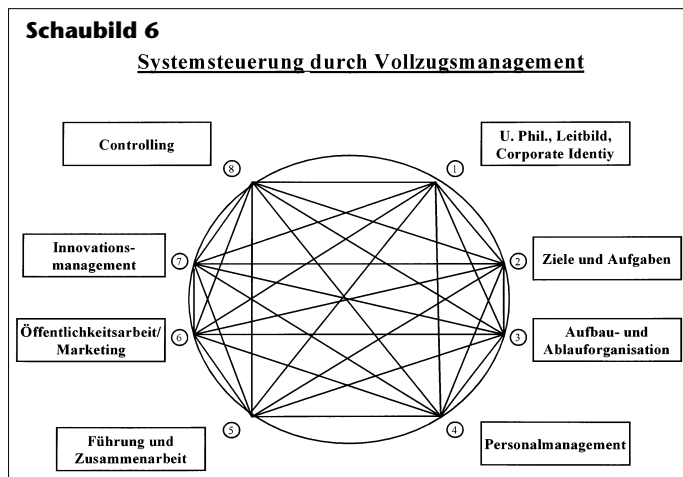 Schaubild 6
Systemsteuerung durch Vollzugsmanagement
Controlling
U. Phil., Leitbild,
Corporate Identiy
8
1
Innovations-
management
7
2
Ziele und Aufgaben
Öffentlichkeitsarbeit/
Marketing
6
3
Aufbau- und
Ablauforganisation
Führung und
Zusammenarbeit
5
4
Personalmanagement